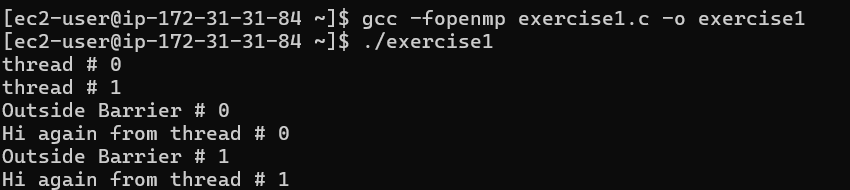 [ec2-user@ip-172-31-31-84 ~]$ gcc -fopenmp exercise1.c -o exercise1
[ec2-user@ip-172-31-31-84 ~]$ ./exercise1
thread # 0
thread # 1
Outside Barrier # 0
Hi again from thread # 0
Outside Barrier # 1
Hi again from thread # 1